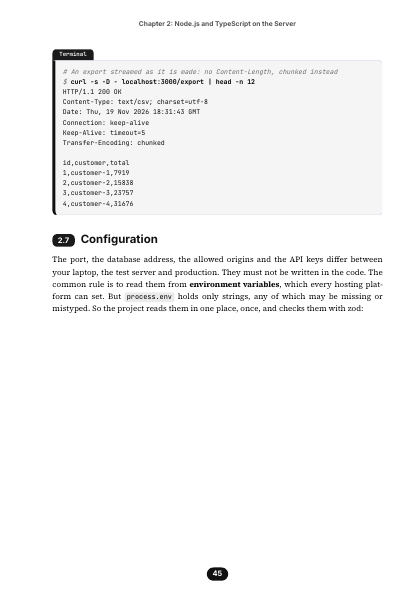 Chapter 2: Node.js and TypeScript on the Server
Terminal
# An export streamed as it is made: no Content-Length, chunked instead
$ curl -s -D - localhost:3000/export | head -n 12
HTTP/1.1 200 OK
Content-Type: text/csv; charset=utf-8
Date: Thu, 19 Nov 2026 18:31:43 GMT
Connection: keep-alive
Keep-Alive: timeout=5
Transfer-Encoding: chunked

id,customer,total
1,customer-1,7919
2,customer-2,15838
3,customer-3,23757
4,customer-4,31676
2.7 Configuration
The port, the database address, the allowed origins and the API keys differ between
your laptop, the test server and production. They must not be written in the code. The
common rule is to read them from environment variables, which every hosting plat-
form can set. But process.env holds only strings, any of which may be missing or
mistyped. So the project reads them in one place, once, and checks them with zod:
45